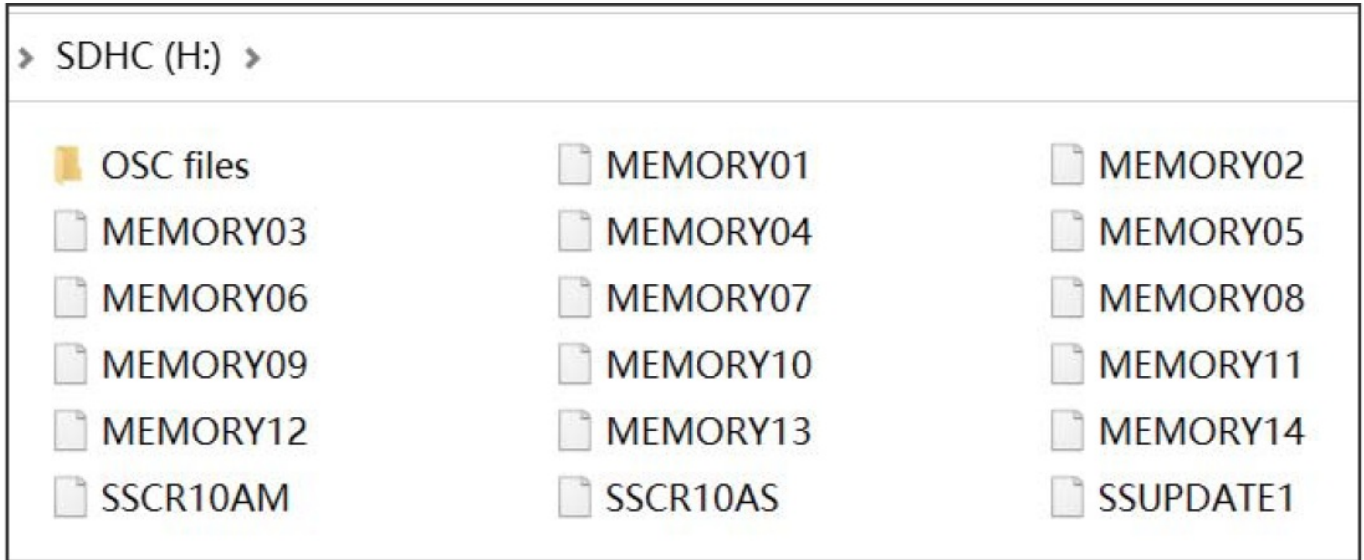 > SDHC (H:) >
OSC files MEMORY01 MEMORY02
MEMORY03 MEMORY04 MEMORY05
MEMORY06 MEMORY07 MEMORY08
MEMORY09 MEMORY10 MEMORY11
MEMORY12 MEMORY13 MEMORY14
SSCR10AM SSCR10AS SSUPDATE1